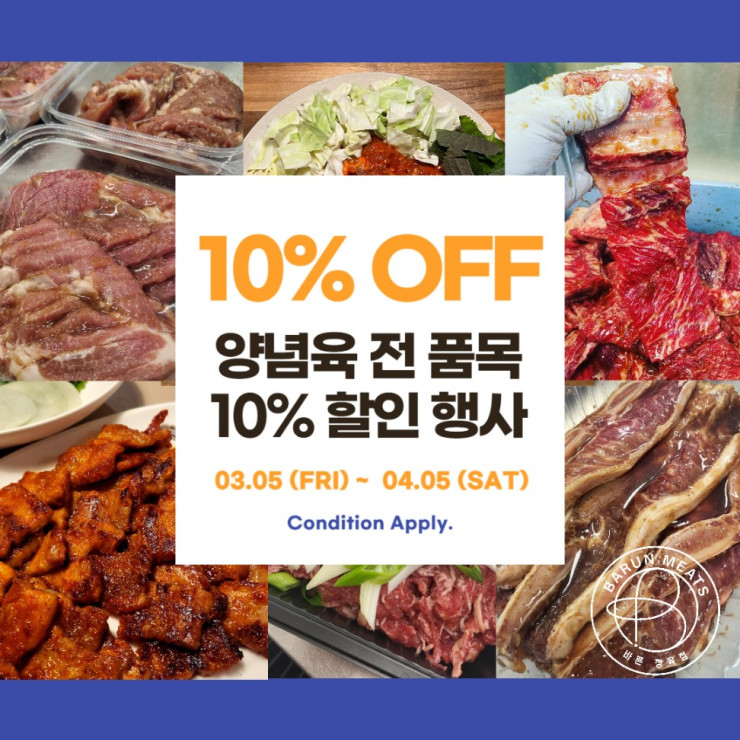 10% OFF
양념육 전 품목
10% 할인 행사
03.05 (FRI) ~ 04.05 (SAT)
Condition Apply.
BARUN MEATS
바른 정육점